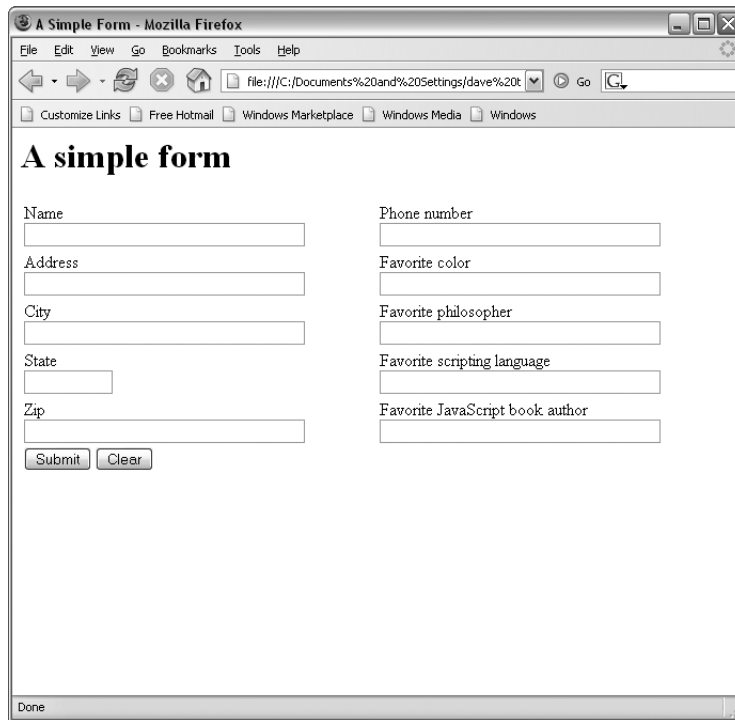 A Simple Form - Mozilla Firefox
File Edit View Go Bookmarks Tools Help
file:///C:/Documents%20and%20Settings/dave%20t Go G
Customize Links Free Hotmail Windows Marketplace Windows Media Windows
A simple form
Name
Address
City
State
Zip
Submit Clear
Phone number
Favorite color
Favorite philosopher
Favorite scripting language
Favorite JavaScript book author
Done